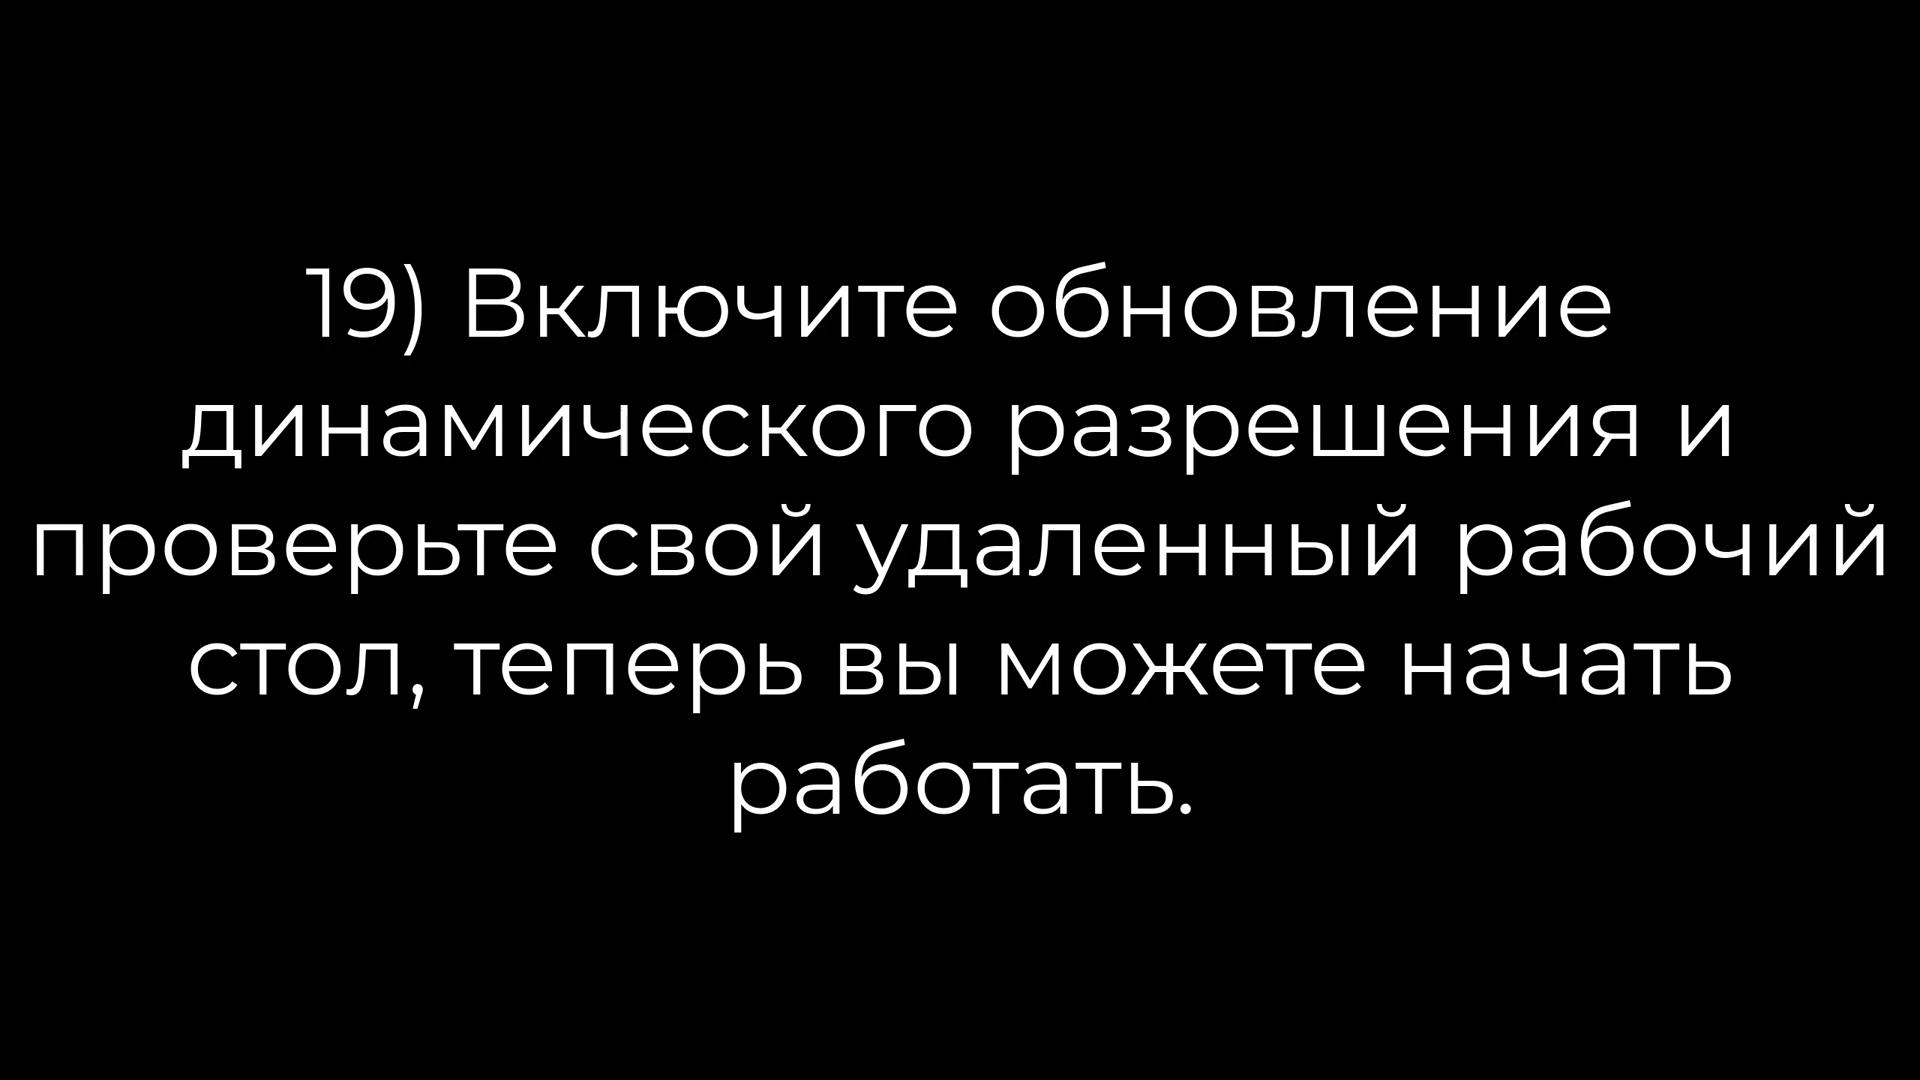 19) Включите обновление
динамического разрешения и
проверьте свой удаленный рабочий
стол, теперь вы можете начать
работать.